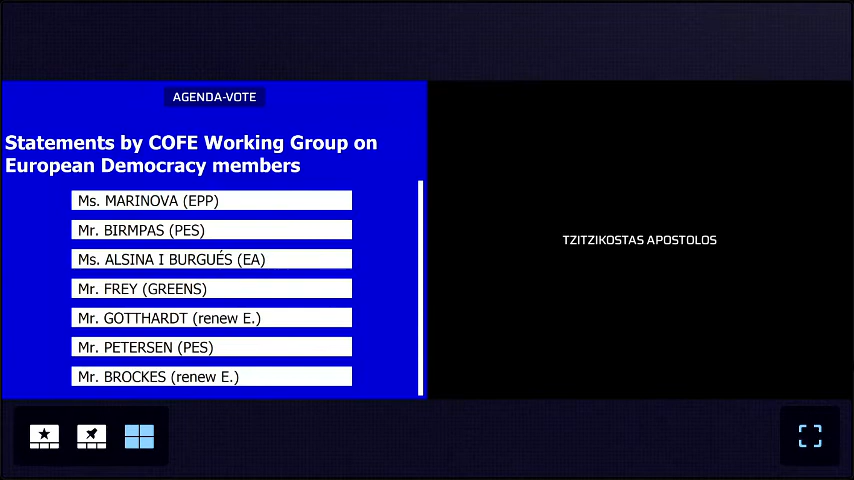 AGENDA-VOTE
Statements by COFE Working Group on
European Democracy members
Ms. MARINOVA (EPP)
Mr. BIRMPAS (PES)
Ms. ALSINA I BURGUÉS (EA)
Mr. FREY (GREENS)
Mr. GOTTHARDT (renew E.)
Mr. PETERSEN (PES)
Mr. BROCKES (renew E.)
TZITZIKOSTAS APOSTOLOS